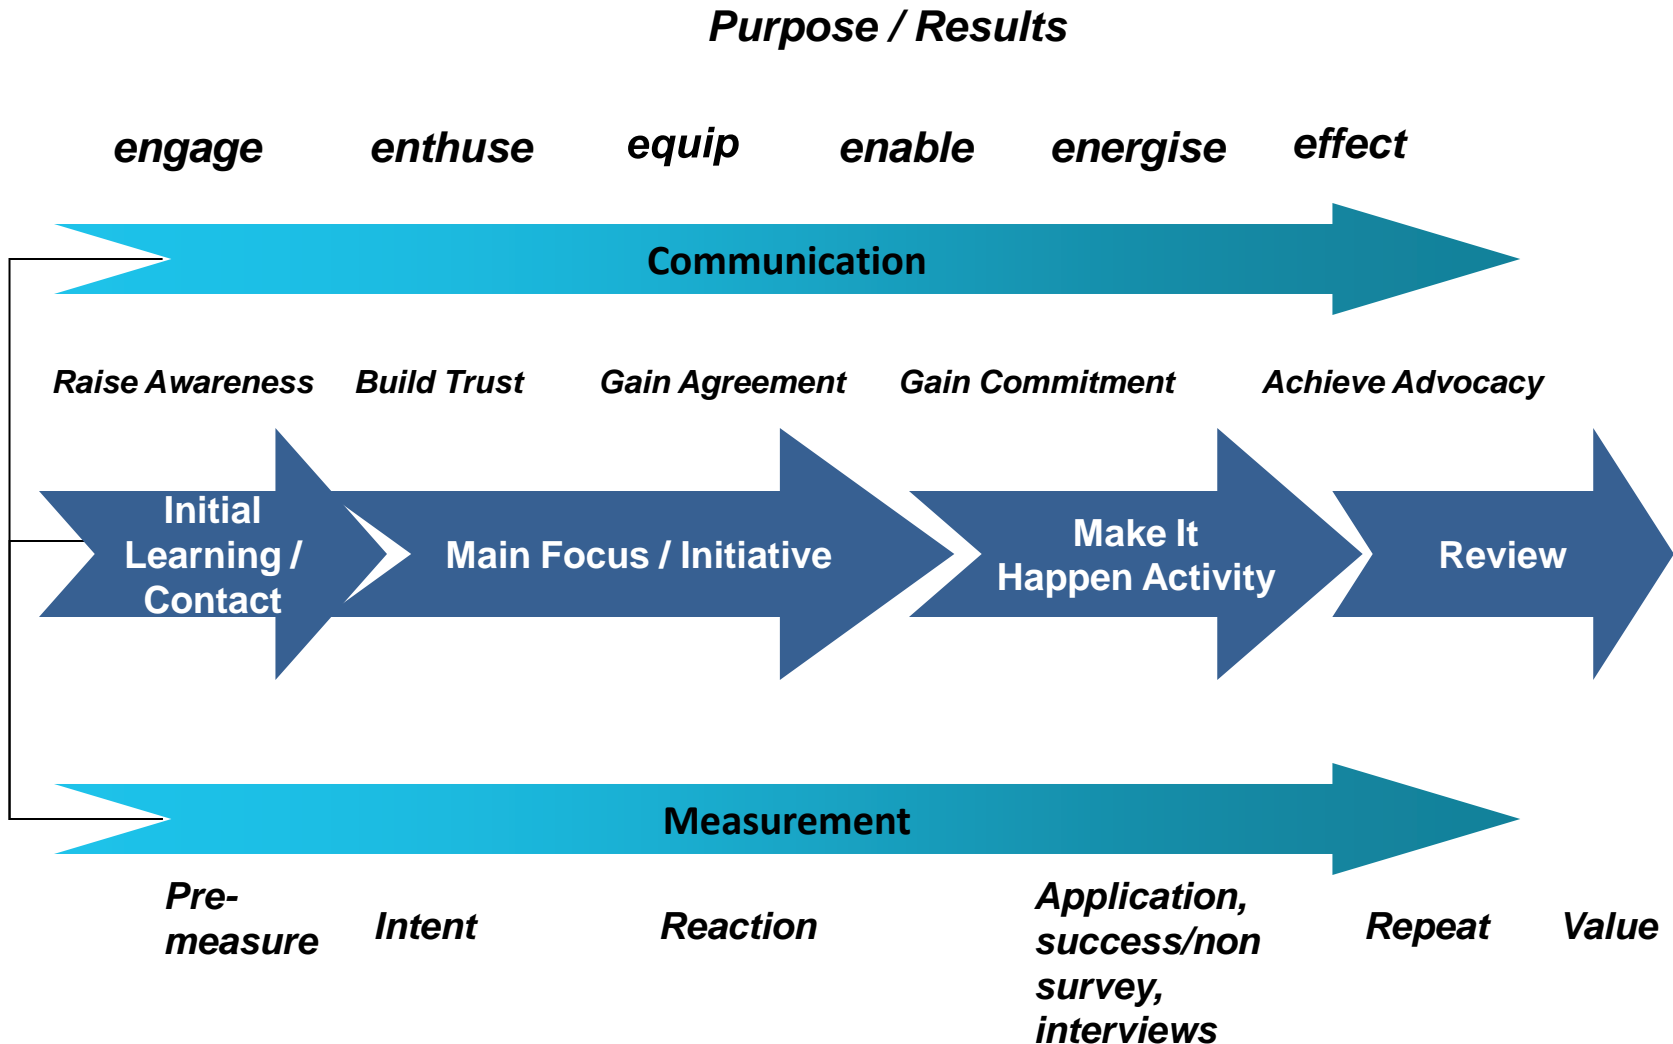 Purpose / Results
engage enthuse equip enable energise effect
Communication
Raise Awareness Build Trust Gain Agreement Gain Commitment Achieve Advocacy
Initial
Learning /
Contact
Main Focus / Initiative
Make It
Happen Activity
Review
Measurement
Pre-
measure
Intent
Reaction
Application,
success/non
survey,
interviews
Repeat
Value